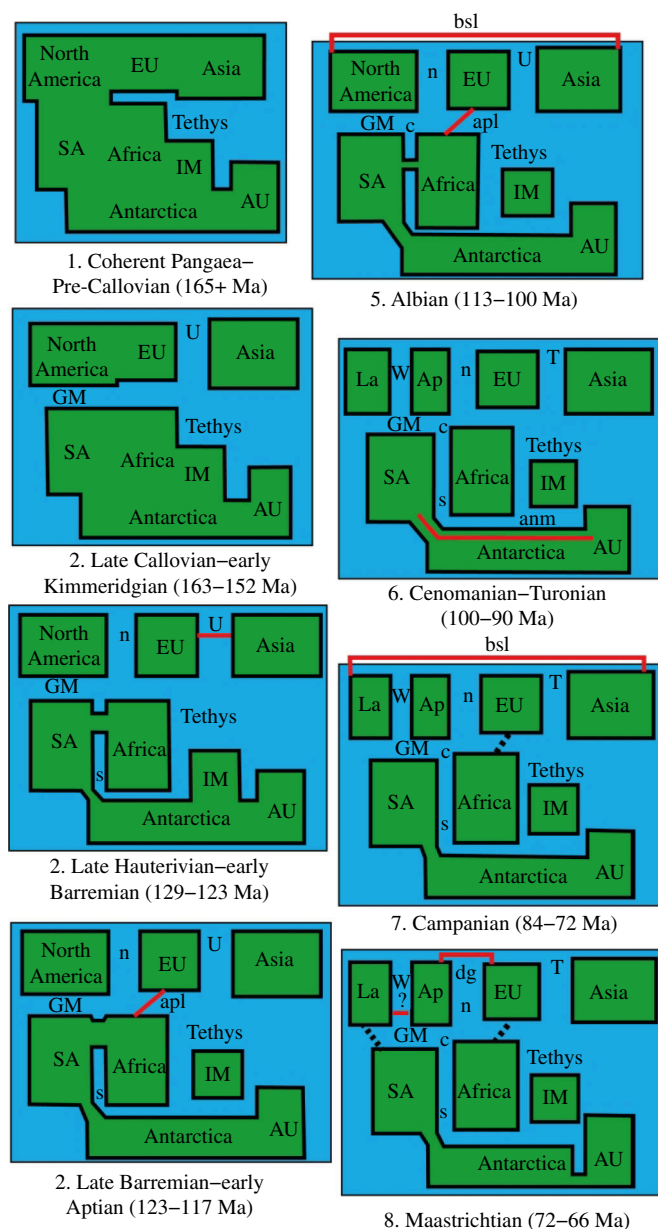 North
America
EU
Asia
Tethys
SA
Africa
IM
AU
Antarctica
1. Coherent Pangaea−
Pre-Callovian (165+ Ma)
North
America
EU
U
Asia
GM
Tethys
SA
Africa
IM
AU
Antarctica
2. Late Callovian−early
Kimmeridgian (163−152 Ma)
North
America
n
EU
U
Asia
GM
Tethys
SA
Africa
s
IM
AU
Antarctica
2. Late Hauterivian−early
Barremian (129−123 Ma)
North
America
n
EU
U
Asia
GM
apl
Tethys
SA
Africa
IM
s
AU
Antarctica
2. Late Barremian−early
Aptian (123−117 Ma)
bsl
North
America
n
EU
U
Asia
GM c
apl
Tethys
SA
Africa
IM
AU
Antarctica
5. Albian (113−100 Ma)
La
W
Ap
n
EU
T
Asia
GM
c
Tethys
SA
Africa
IM
s
anm
AU
Antarctica
6. Cenomanian−Turonian
(100−90 Ma)
bsl
La
W
Ap
n
EU
T
Asia
GM
c
Tethys
SA
Africa
IM
s
AU
Antarctica
7. Campanian (84−72 Ma)
La
W
?
Ap
dg
n
EU
T
Asia
GM
c
Tethys
SA
Africa
IM
s
AU
Antarctica
8. Maastrichtian (72−66 Ma)